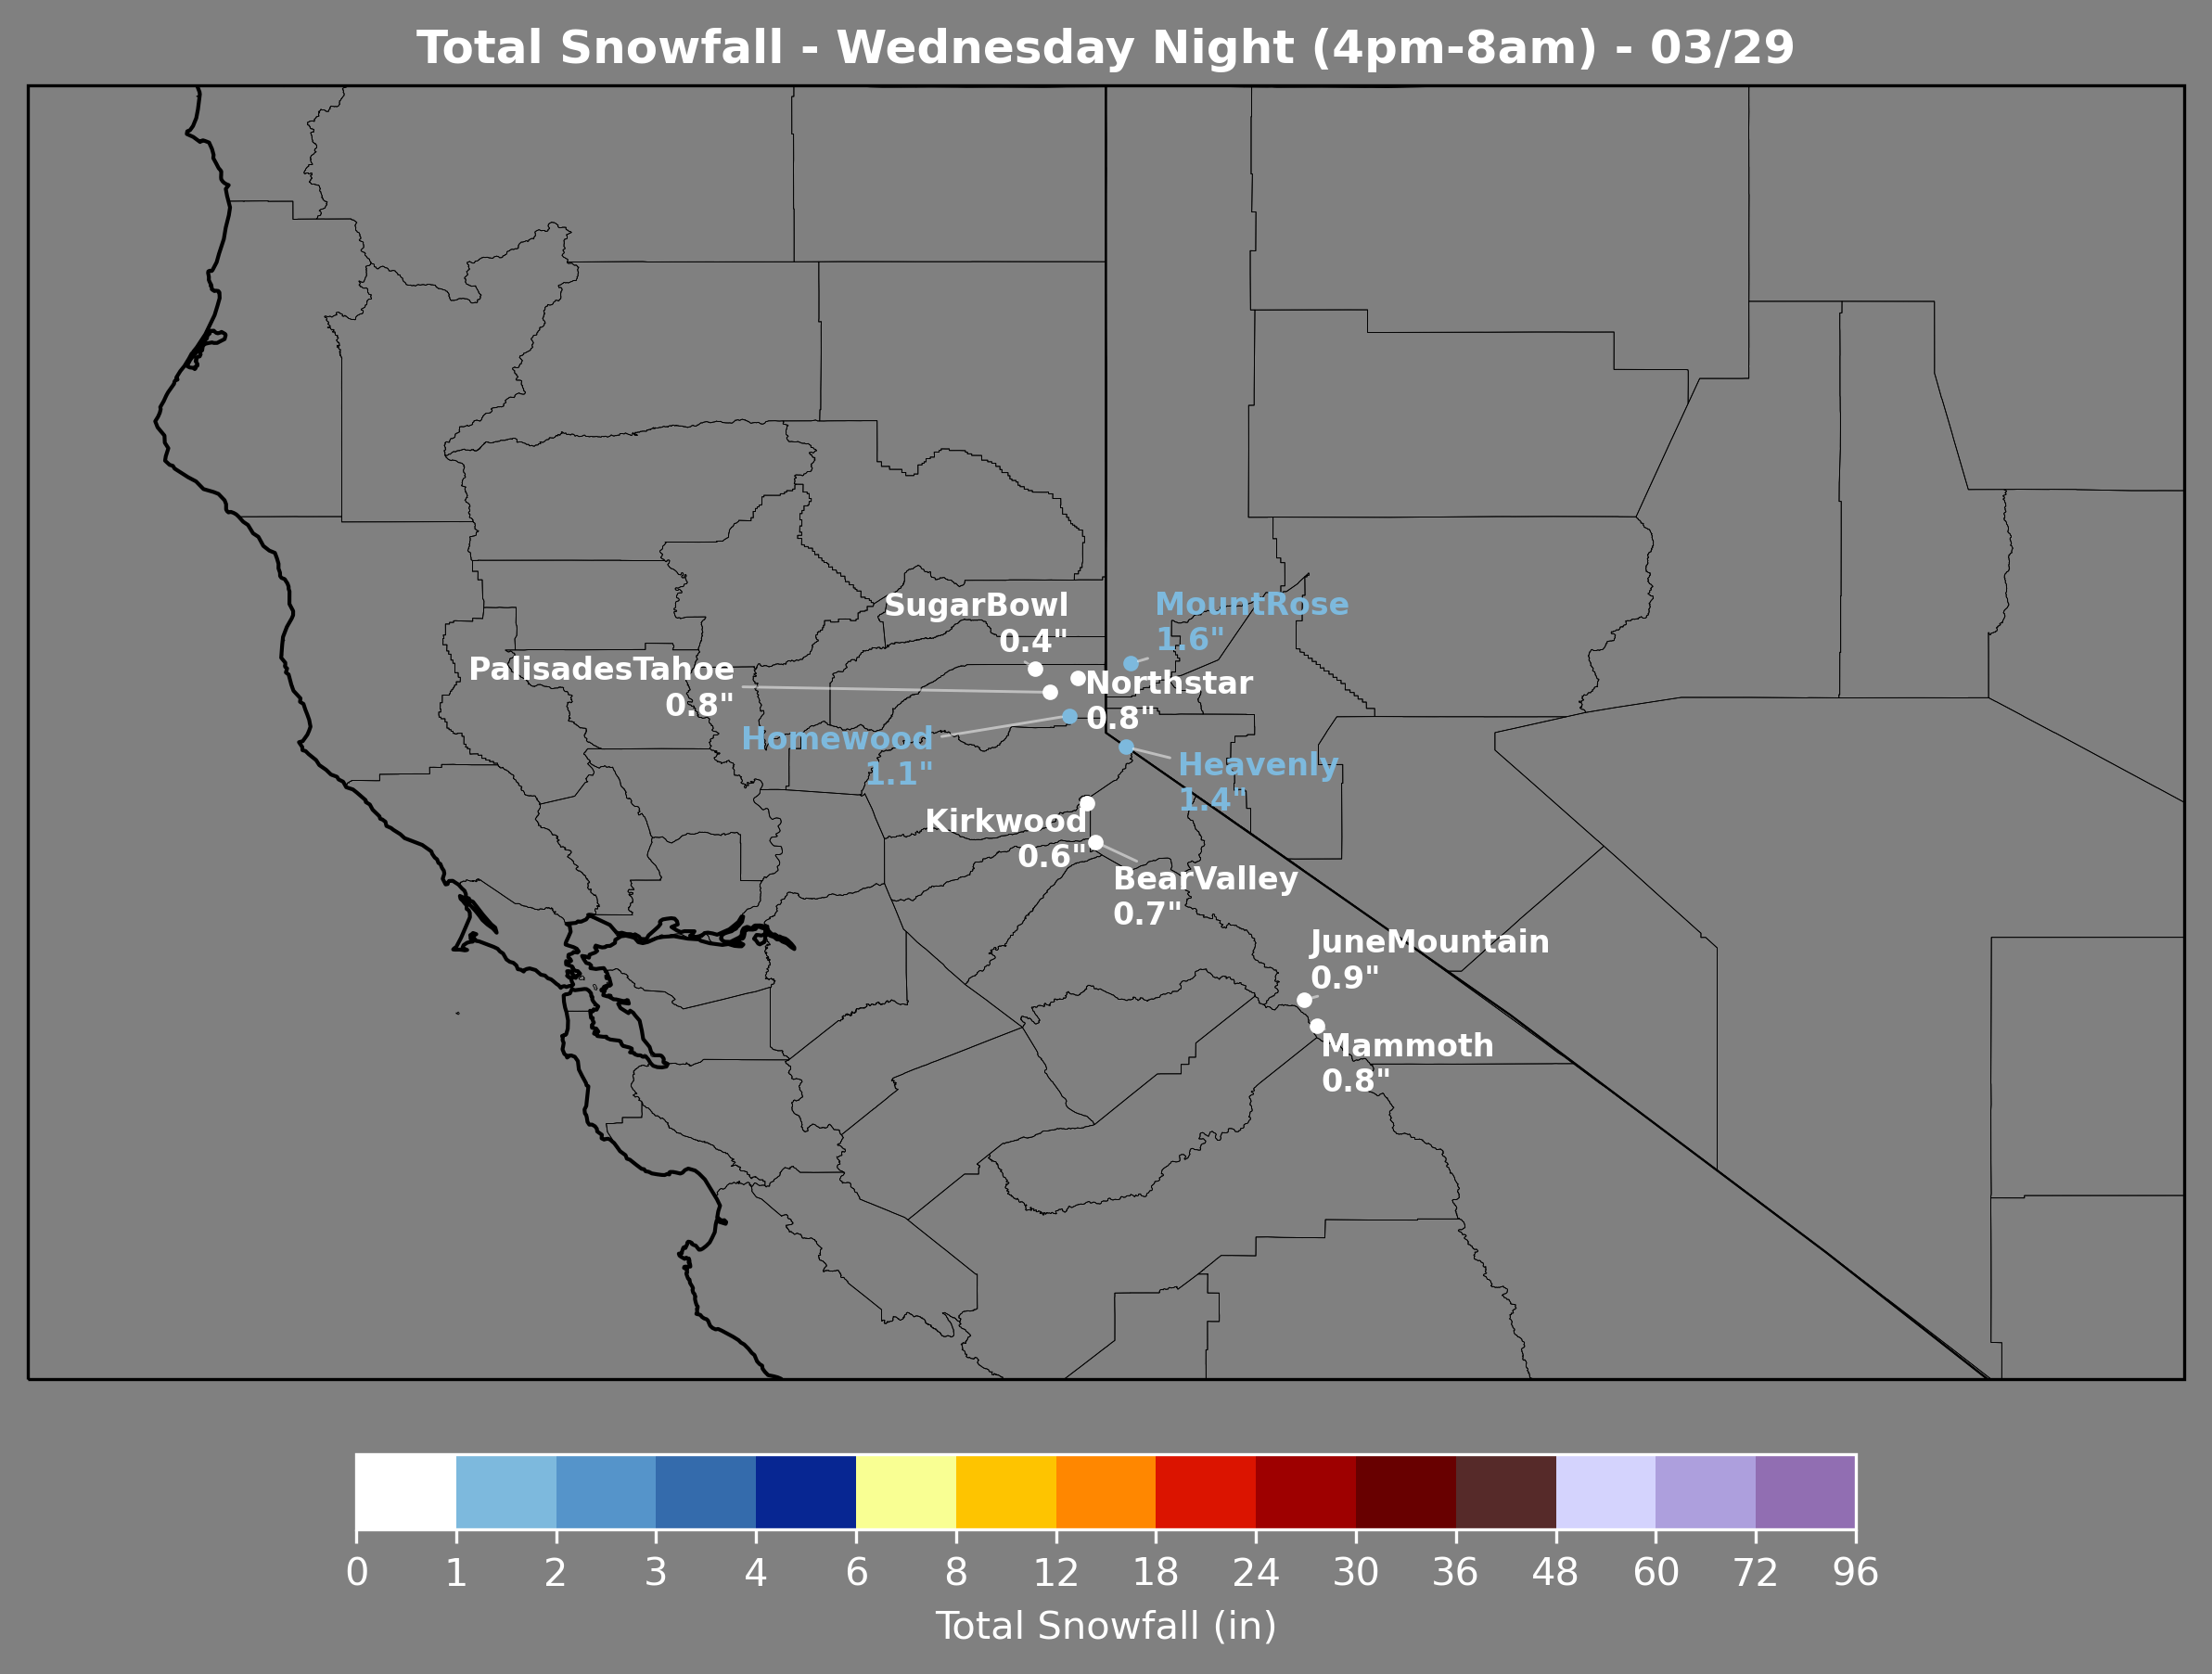 Total Snowfall - Wednesday Night (4pm-8am) - 03/29
SugarBowl
0.4"
MountRose
1.6"
PalisadesTahoe
0.8"
Northstar
0.8"
Homewood
1.1"
Heavenly
1.4"
Kirkwood
0.6"
BearValley
0.7"
JuneMountain
0.9"
Mammoth
0.8"
0 1 2 3 4 6 8 12 18 24 30 36 48 60 72 96
Total Snowfall (in)